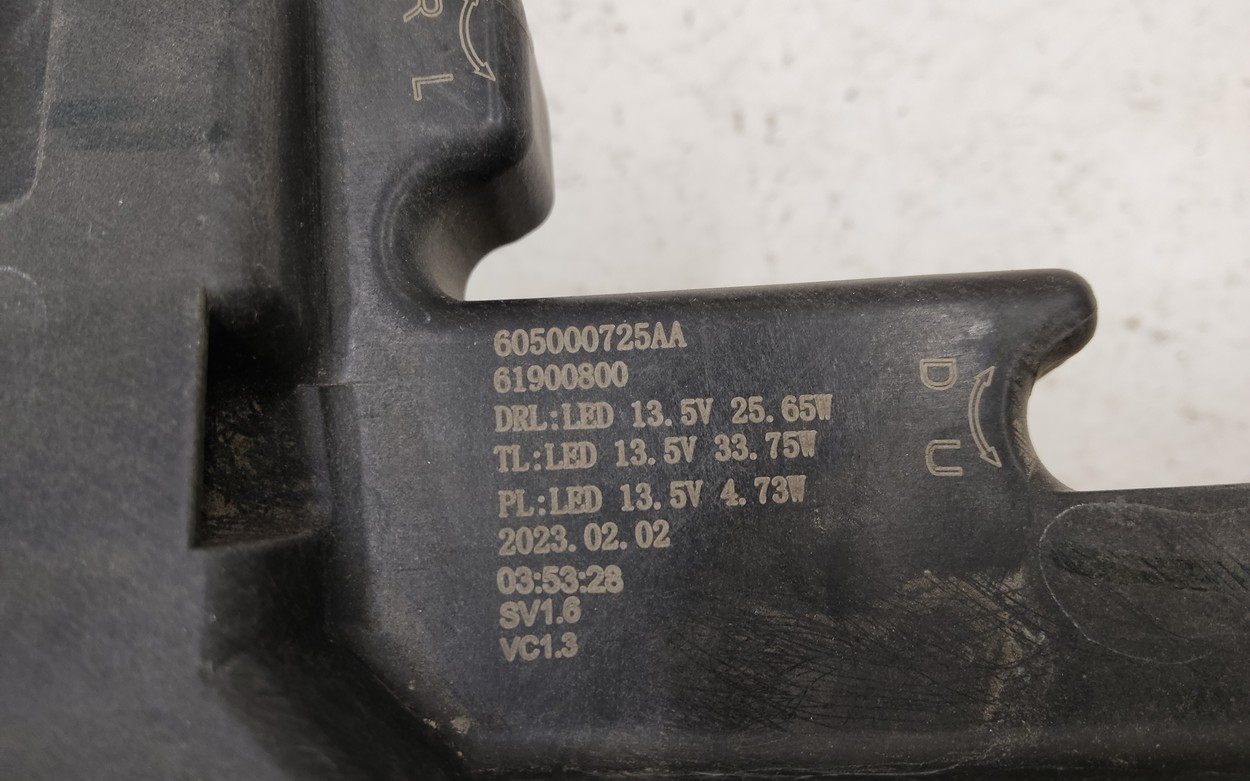 R
L
605000725AA
61900800
DRL:LED 13.5V 25.65W
TL:LED 13.5V 33.75W
PL:LED 13.5V 4.73W
2023.02.02
03:53:28
SV1.6
VC1.3
D
U